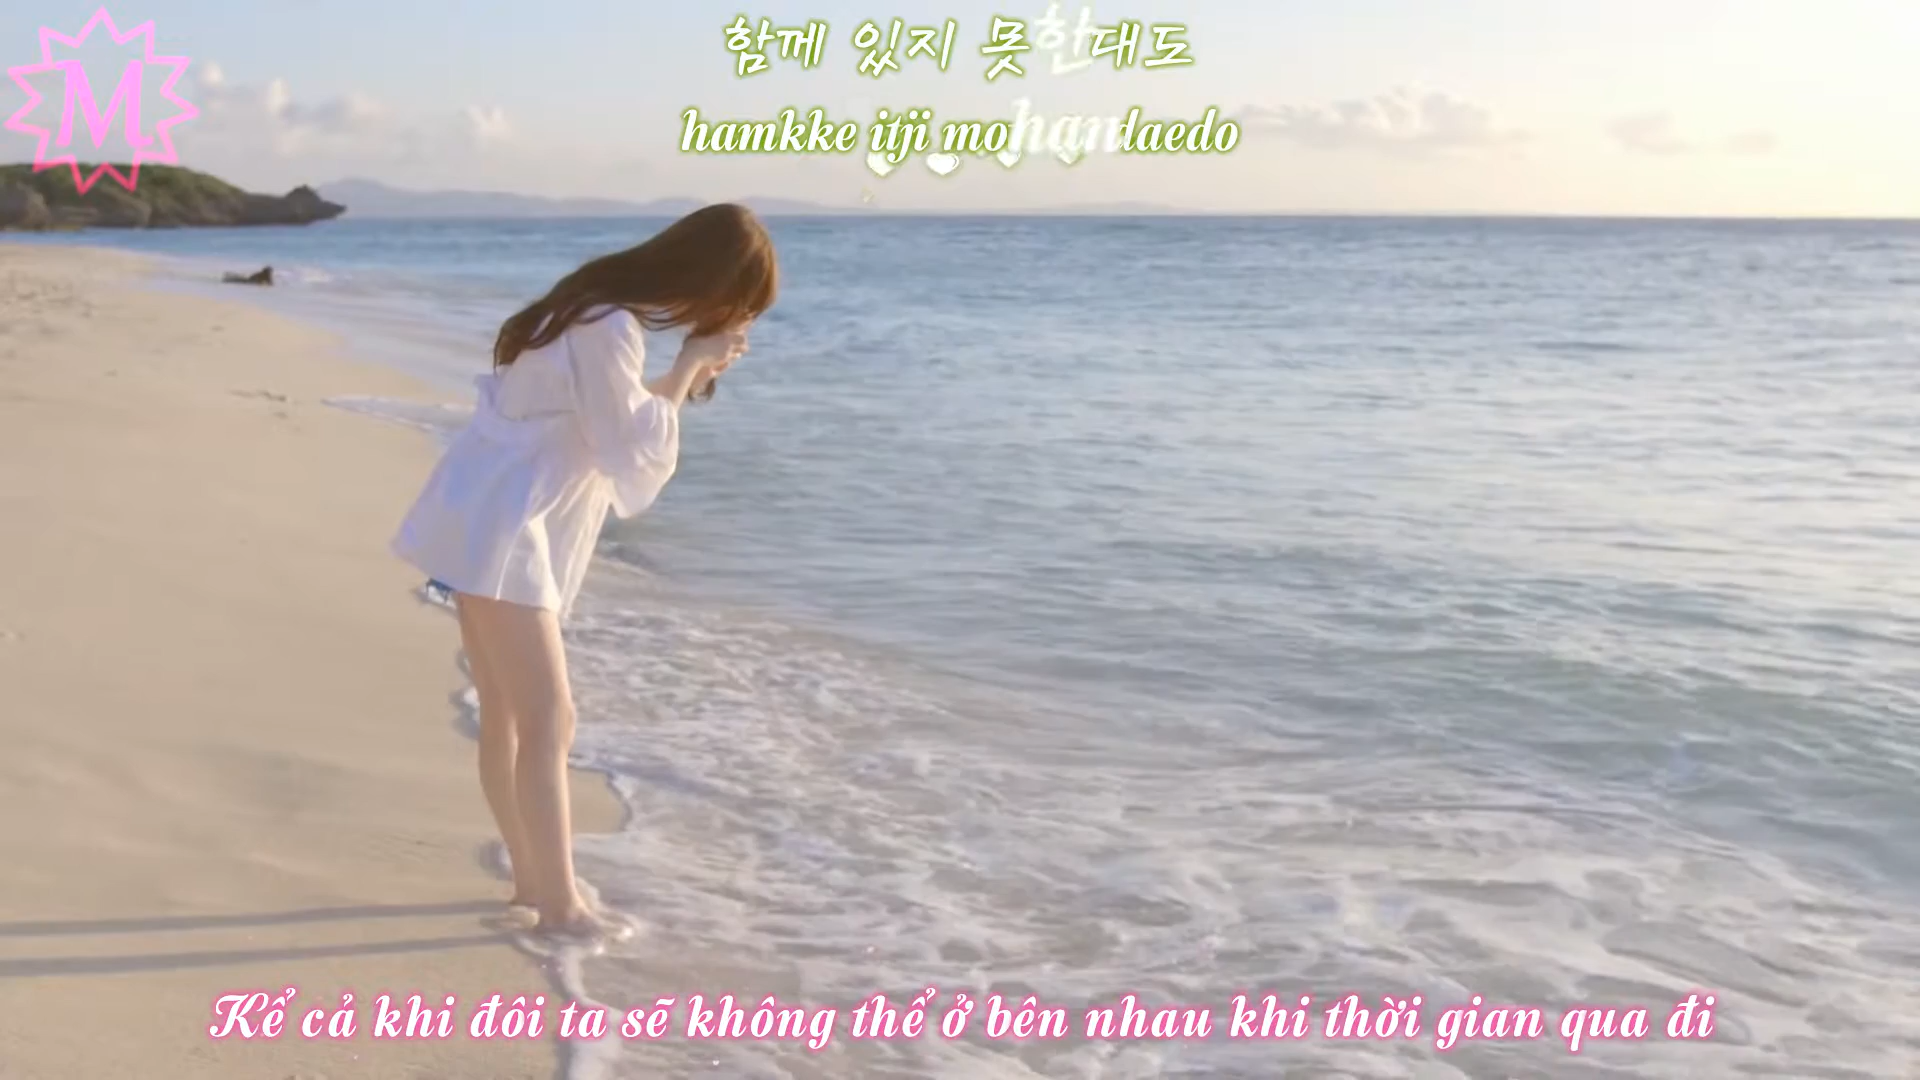 M
함께 있지 못한대도
hamkke itji mothandaedo
Kể cả khi đôi ta sẽ không thể ở bên nhau khi thời gian qua đi